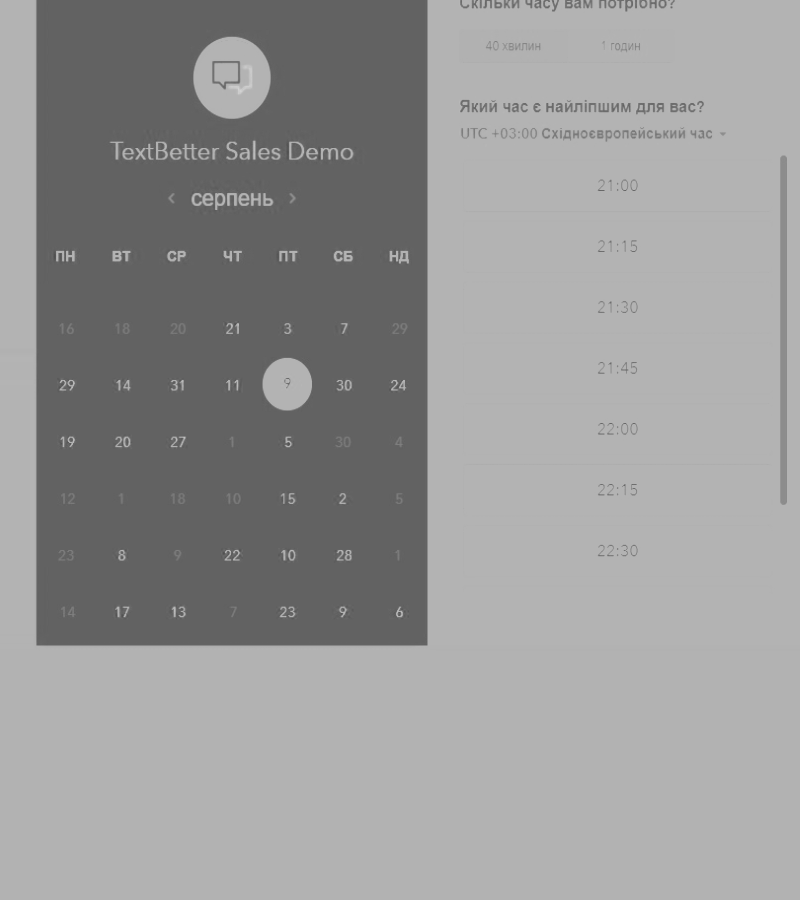 TextBetter Sales Demo
‹ серпень ›
ПН ВТ СР ЧТ ПТ СБ НД
16 18 20 21 3 7 29
29 14 31 11 9 30 24
19 20 27 1 5 30 4
12 1 18 10 15 2 5
23 8 9 22 10 28 1
14 17 13 7 23 9 6
Скільки часу вам потрібно?
40 хвилин 1 годин
Який час є найліпшим для вас?
UTC +03:00 Східноєвропейський час
21:00
21:15
21:30
21:45
22:00
22:15
22:30